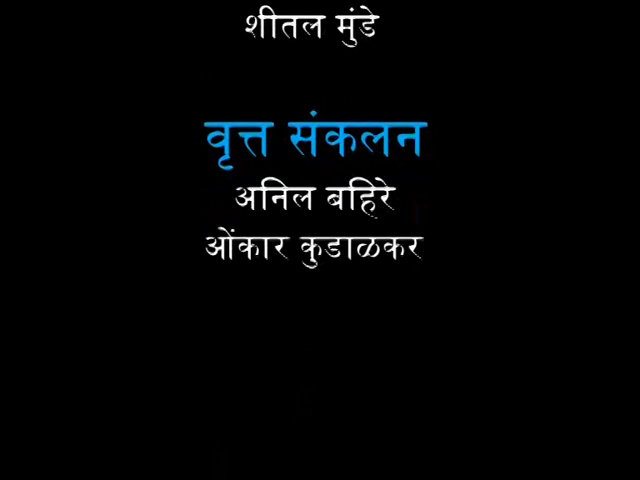 शीतल मुंडे
वृत्त संकलन
अनिल बहिरे
ओंकार कुडाळकर